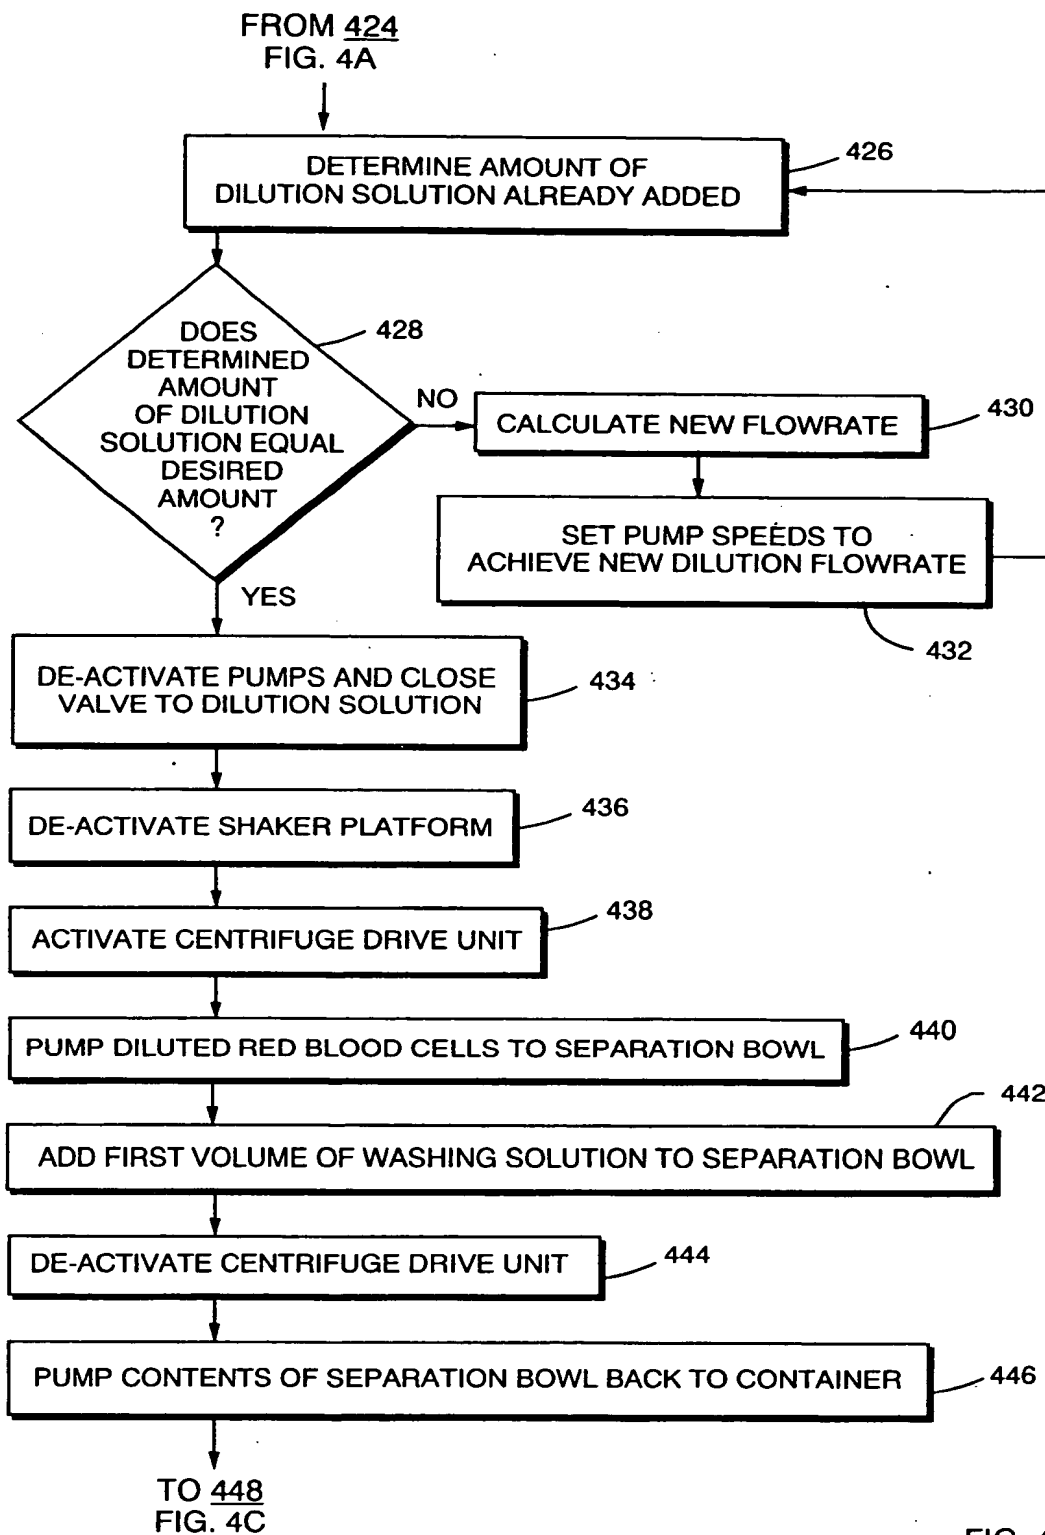 FROM 424
FIG. 4A
DETERMINE AMOUNT OF
DILUTION SOLUTION ALREADY ADDED
426
DOES
DETERMINED
AMOUNT
OF DILUTION
SOLUTION EQUAL
DESIRED
AMOUNT
?
428
NO
CALCULATE NEW FLOWRATE
430
SET PUMP SPEEDS TO
ACHIEVE NEW DILUTION FLOWRATE
432
YES
DE-ACTIVATE PUMPS AND CLOSE
VALVE TO DILUTION SOLUTION
434
DE-ACTIVATE SHAKER PLATFORM
436
ACTIVATE CENTRIFUGE DRIVE UNIT
438
PUMP DILUTED RED BLOOD CELLS TO SEPARATION BOWL
440
ADD FIRST VOLUME OF WASHING SOLUTION TO SEPARATION BOWL
442
DE-ACTIVATE CENTRIFUGE DRIVE UNIT
444
PUMP CONTENTS OF SEPARATION BOWL BACK TO CONTAINER
446
TO 448
FIG. 4C